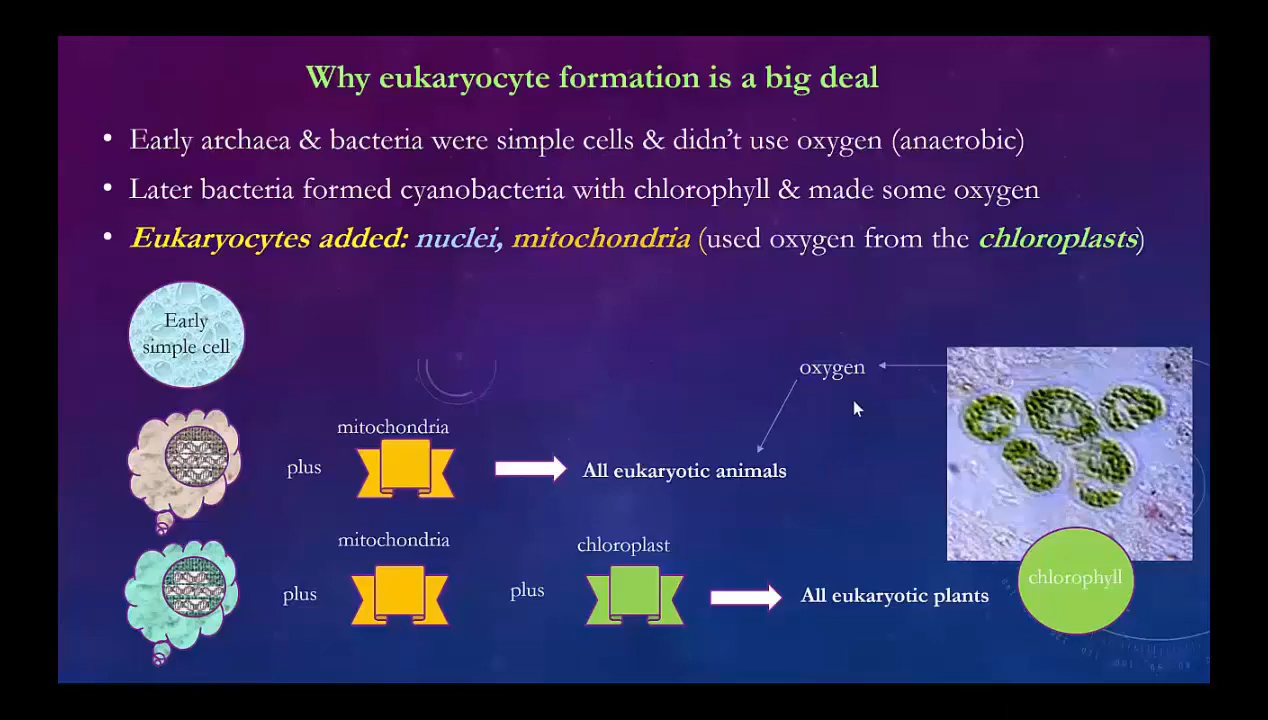 Why eukaryocyte formation is a big deal
• Early archaea & bacteria were simple cells & didn't use oxygen (anaerobic)
• Later bacteria formed cyanobacteria with chlorophyll & made some oxygen
• Eukaryocytes added: nuclei, mitochondria (used oxygen from the chloroplasts)
Early
simple cell
oxygen
mitochondria
plus
All eukaryotic animals
mitochondria
chloroplast
plus
plus
All eukaryotic plants
chlorophyll